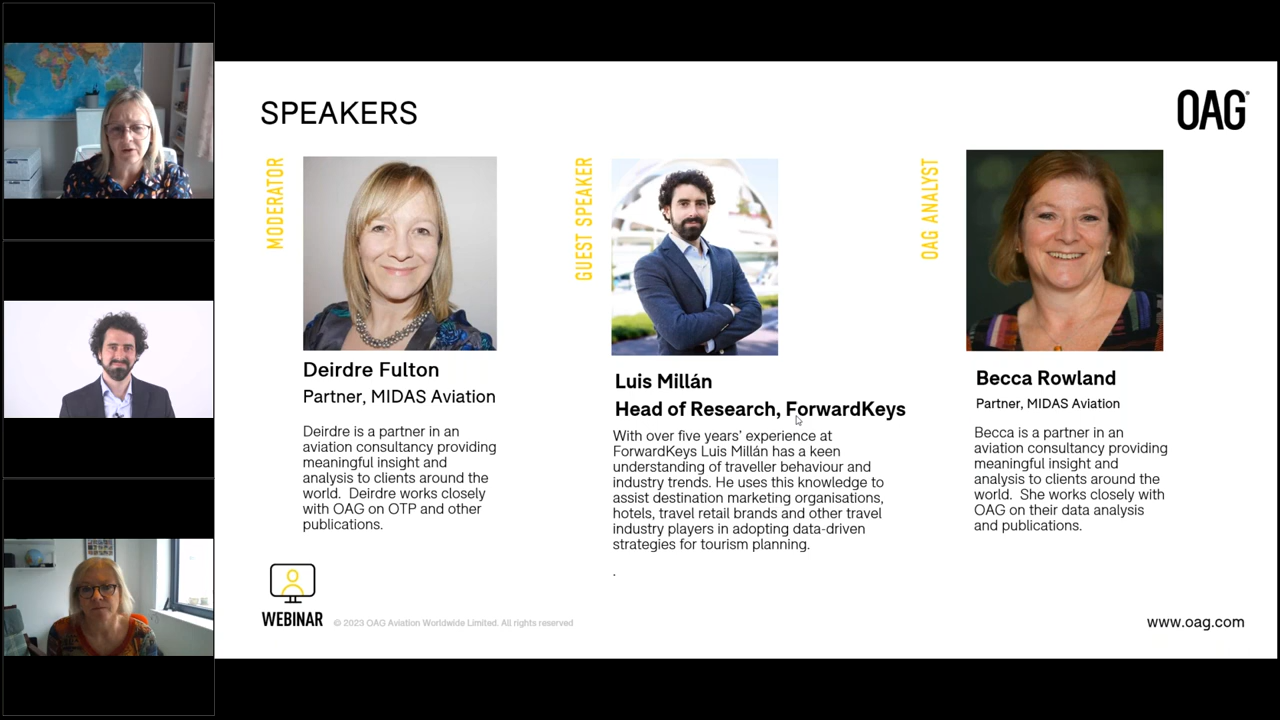 SPEAKERS
OAG
MODERATOR
Deirdre Fulton
Partner, MIDAS Aviation
Deirdre is a partner in an
aviation consultancy providing
meaningful insight and
analysis to clients around the
world.  Deirdre works closely
with OAG on OTP and other
publications.
GUEST SPEAKER
Luis Millán
Head of Research, ForwardKeys
With over five years’ experience at
ForwardKeys Luis Millán has a keen
understanding of traveller behaviour and
industry trends. He uses this knowledge to
assist destination marketing organisations,
hotels, travel retail brands and other travel
industry players in adopting data-driven
strategies for tourism planning.
.
OAG ANALYST
Becca Rowland
Partner, MIDAS Aviation
Becca is a partner in an
aviation consultancy providing
meaningful insight and
analysis to clients around the
world.  She works closely with
OAG on their data analysis
and publications.
WEBINAR
© 2023 OAG Aviation Worldwide Limited. All rights reserved
www.oag.com